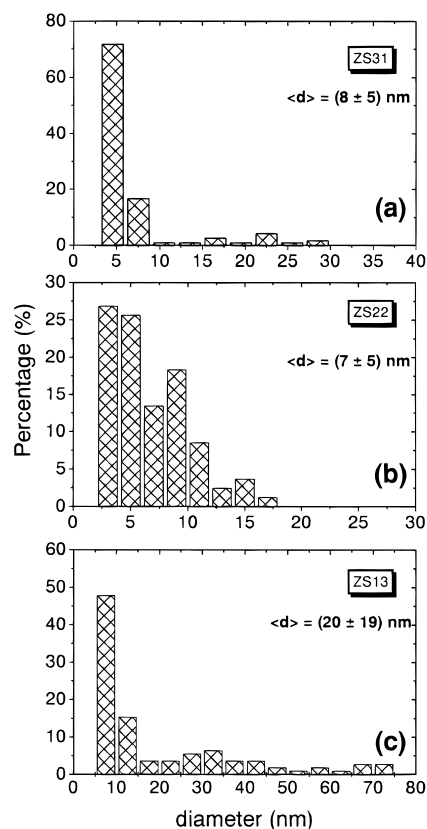 80
ZS31
<d> = (8 ± 5) nm
60
40
20
(a)
0
0 5 10 15 20 25 30 35 40
30
ZS22
25
<d> = (7 ± 5) nm
20
15
10
5
(b)
0
0 5 10 15 20 25 30
Percentage (%)
60
ZS13
50
<d> = (20 ± 19) nm
40
30
20
10
(c)
0
0 10 20 30 40 50 60 70 80
diameter (nm)